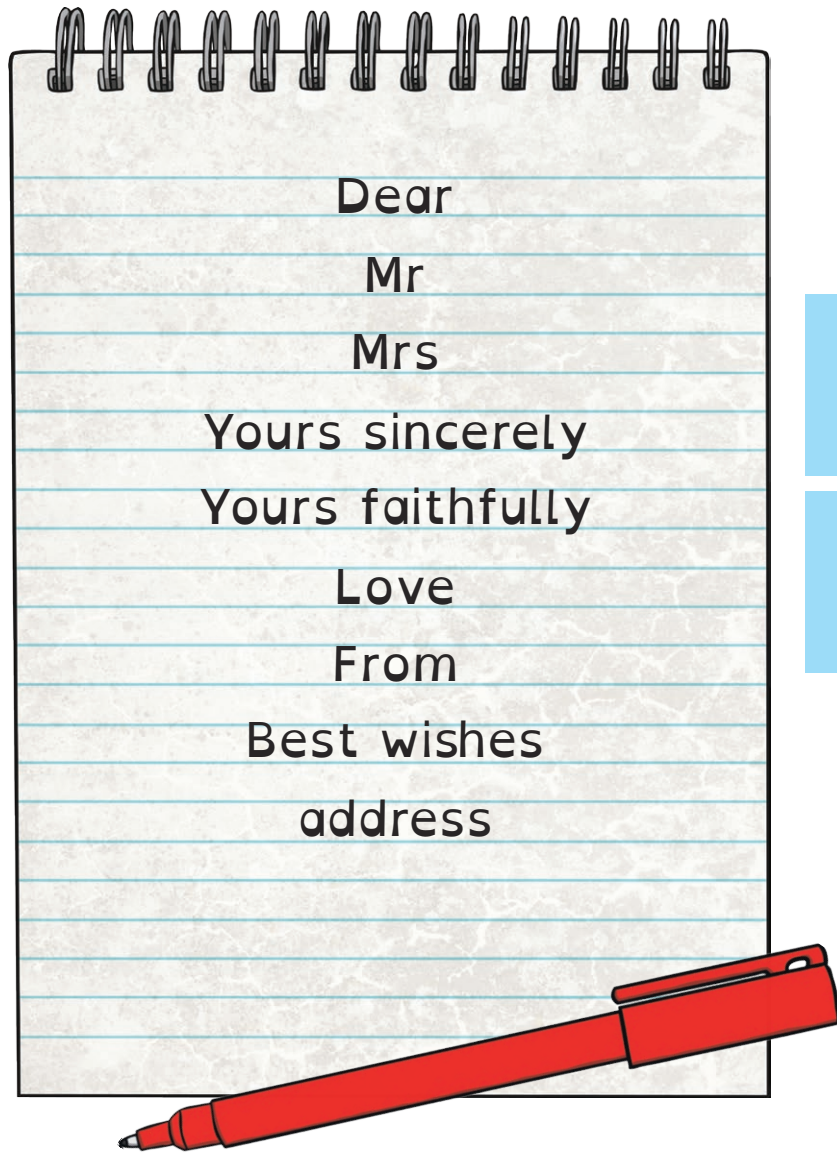 Dear
Mr
Mrs
Yours sincerely
Yours faithfully
Love
From
Best wishes
address